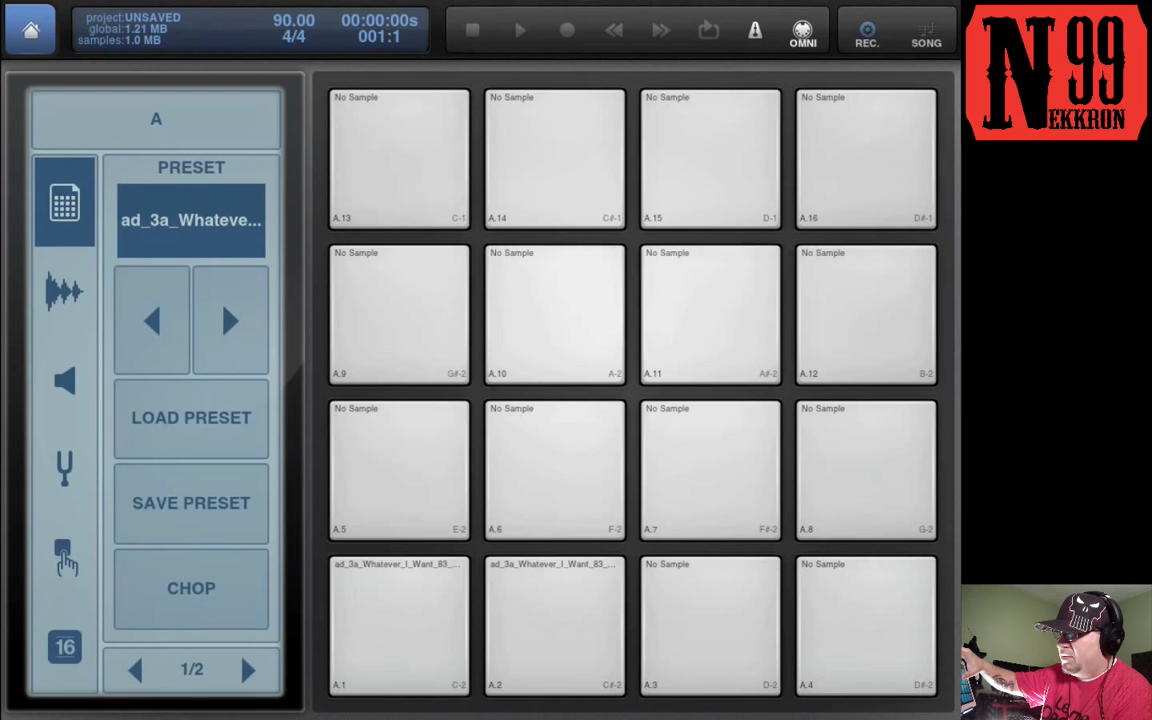 project:UNSAVED
global:1.21 MB
samples:1.0 MB
90.00
4/4
00:00:00s
001:1
OMNI
REC.
SONG
N99
NEKKRON
A
PRESET
ad_3a_Whateve...
LOAD PRESET
SAVE PRESET
CHOP
16
1/2
No Sample
A.13 C-1
No Sample
A.14 C#-1
No Sample
A.15 D-1
No Sample
A.16 D#-1
No Sample
A.9 G#-2
No Sample
A.10 A-2
No Sample
A.11 A#-2
No Sample
A.12 B-2
No Sample
A.5 E-2
No Sample
A.6 F-2
No Sample
A.7 F#-2
No Sample
A.8 G-2
ad_3a_Whatever_I_Want_83_...
A.1 C-2
ad_3a_Whatever_I_Want_83_...
A.2 C#-2
No Sample
A.3 D-2
No Sample
A.4 D#-2